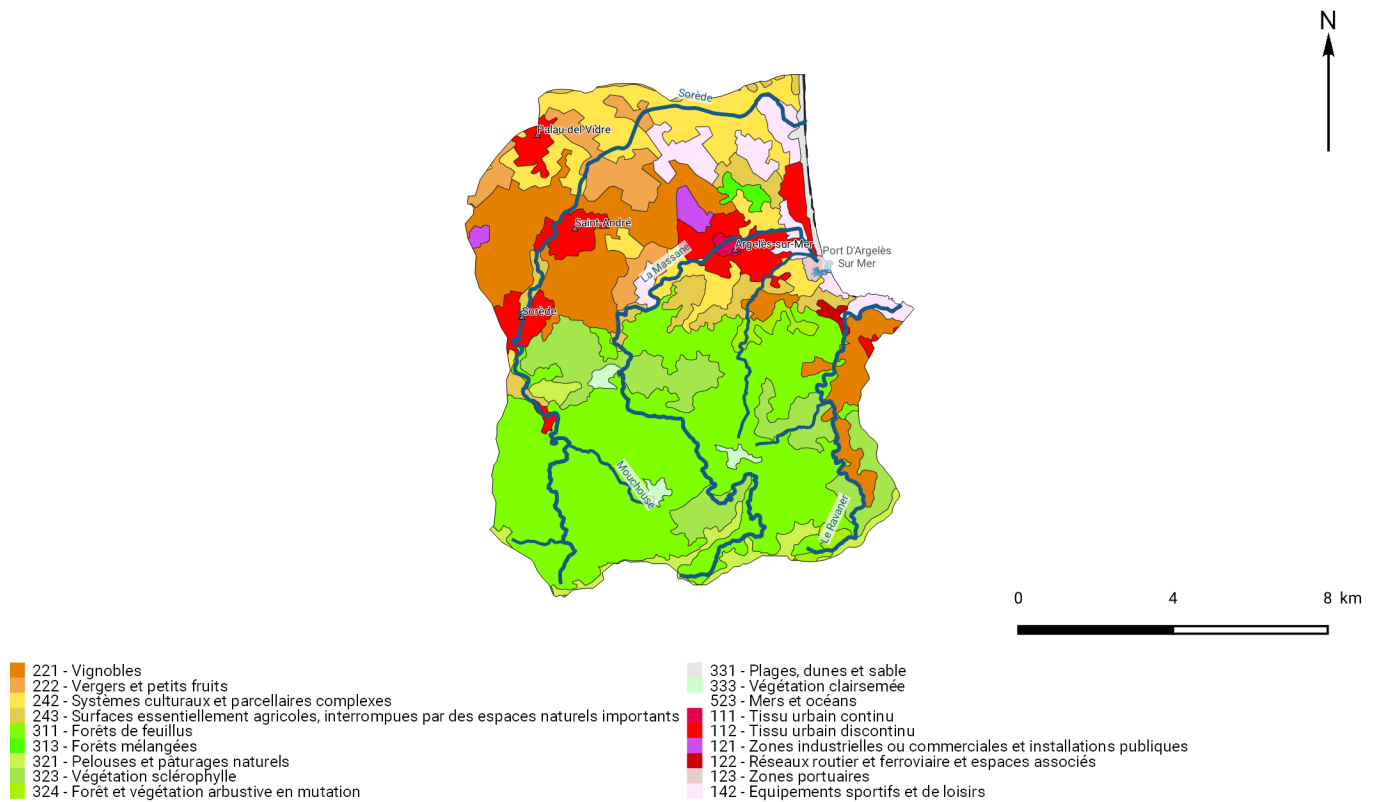 N
Sorède
Palau-del-Vidre
Saint-André
Argelès-sur-Mer
La Massane
Port D'Argelès
Sur Mer
Sorède
Mouchouse
Le Ravaner
0 4 8 km
221 - Vignobles
222 - Vergers et petits fruits
242 - Systèmes culturaux et parcellaires complexes
243 - Surfaces essentiellement agricoles, interrompues par des espaces naturels importants
311 - Forêts de feuillus
313 - Forêts mélangées
321 - Pelouses et pâturages naturels
323 - Végétation sclérophylle
324 - Forêt et végétation arbustive en mutation
331 - Plages, dunes et sable
333 - Végétation clairsemée
523 - Mers et océans
111 - Tissu urbain continu
112 - Tissu urbain discontinu
121 - Zones industrielles ou commerciales et installations publiques
122 - Réseaux routier et ferroviaire et espaces associés
123 - Zones portuaires
142 - Equipements sportifs et de loisirs